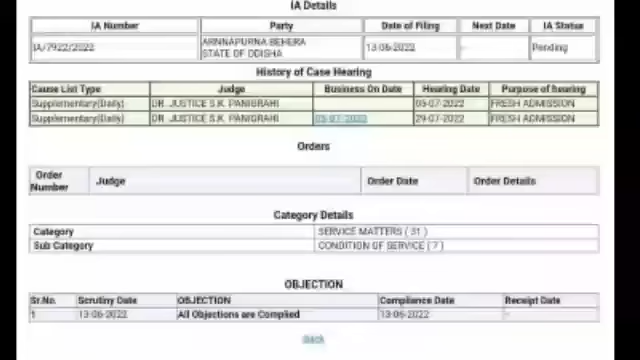 IA Details
IA Number Party Date of Filing Next Date IA Status
IA/7922/2022 ARNNAPURNA BEHERA STATE OF ODISHA 13-06-2022 - Pending
History of Case Hearing
Cause List Type Judge Business On Date Hearing Date Purpose of hearing
Supplementary(Daily) DR. JUSTICE S.K. PANIGRAHI 05-07-2022 FRESH ADMISSION
Supplementary(Daily) DR. JUSTICE S.K. PANIGRAHI 05-07-2022 29-07-2022 FRESH ADMISSION
Orders
Order Number Judge Order Date Order Details
Category Details
Category SERVICE MATTERS ( 31 )
Sub Category CONDITION OF SERVICE ( 7 )
OBJECTION
Sr.No. Scrutiny Date OBJECTION Compliance Date Receipt Date
1 13-06-2022 All Objections are Complied 13-06-2022 -
Back